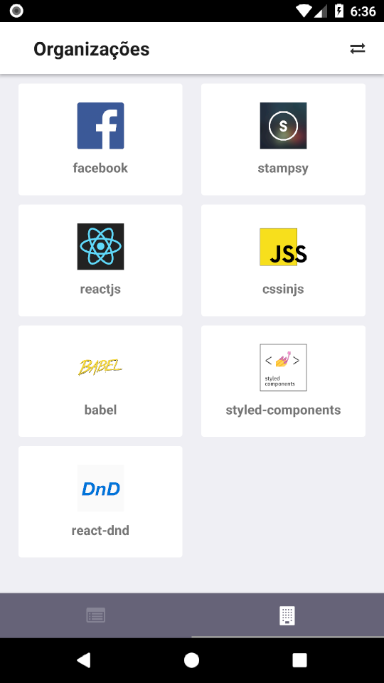 6:36
Organizações
f
S
facebook
stampsy
JSS
reactjs
cssinjs
BABEL
< >
styled
components
babel
styled-components
DnD
react-dnd